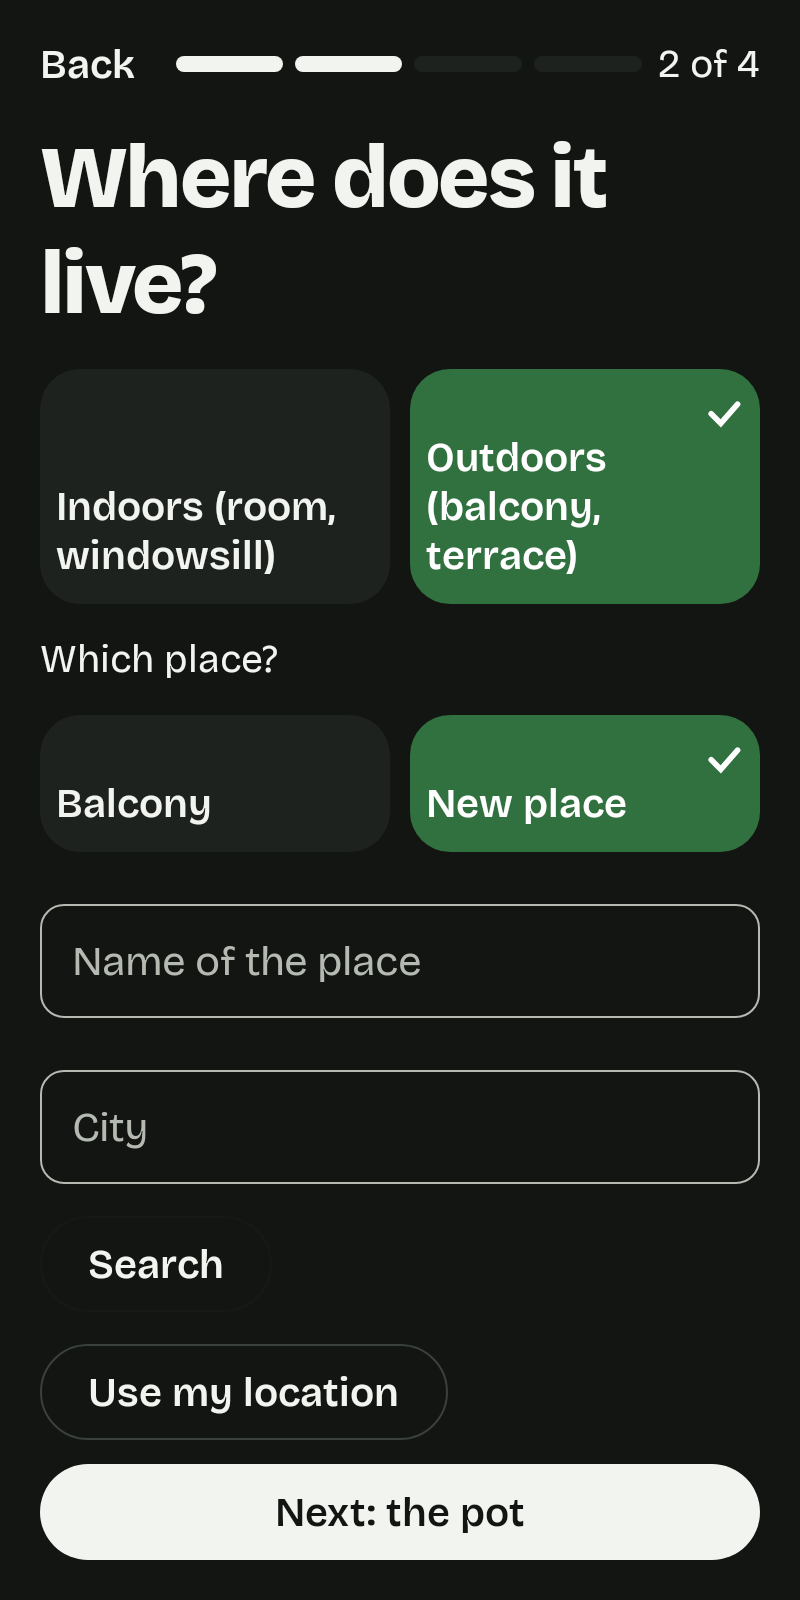 Back
2 of 4
Where does it
live?
Indoors (room,
windowsill)
Outdoors
(balcony,
terrace)
Which place?
Balcony
New place
Name of the place
City
Search
Use my location
Next: the pot